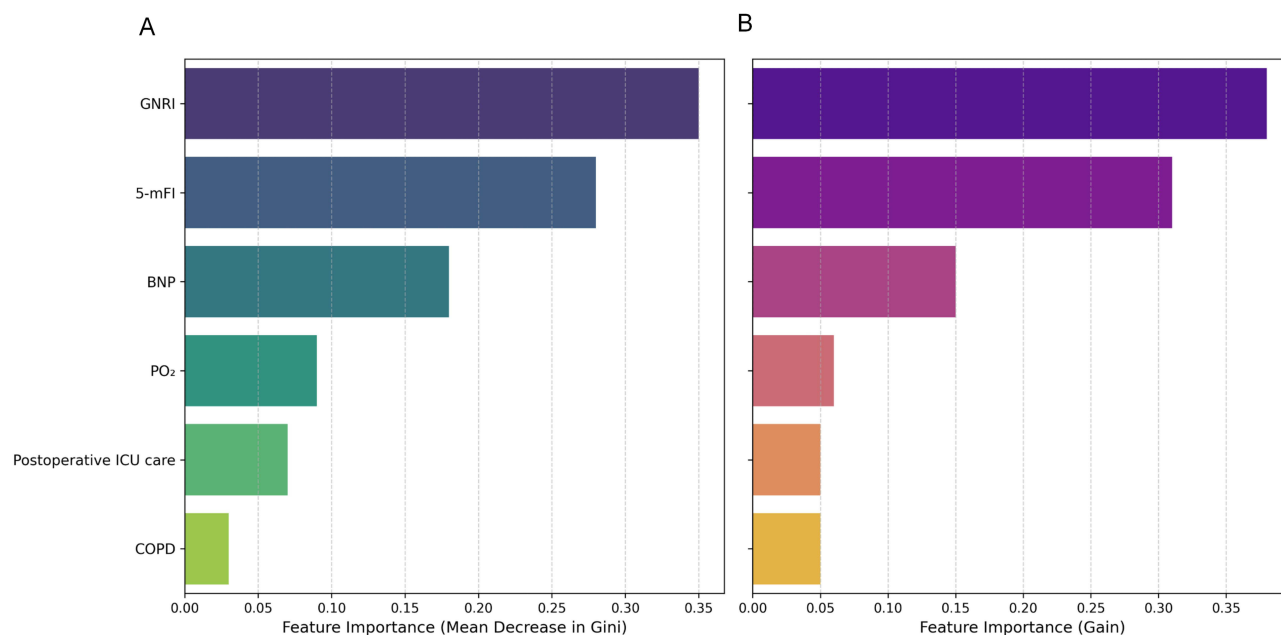 A
B
GNRI
5-mFI
BNP
PO₂
Postoperative ICU care
COPD
0.00 0.05 0.10 0.15 0.20 0.25 0.30 0.35
0.00 0.05 0.10 0.15 0.20 0.25 0.30 0.35
Feature Importance (Mean Decrease in Gini)
Feature Importance (Gain)